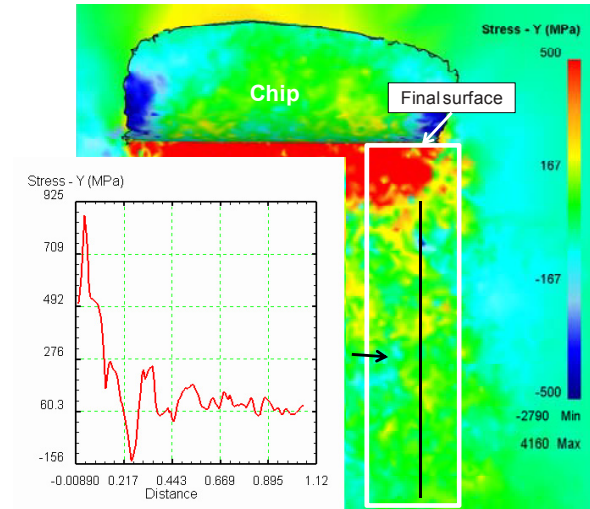 Stress - Y (MPa)
500
Chip
Final surface
167
-167
-500
-2790 Min
4160 Max
Stress - Y (MPa)
925
709
492
276
60.3
-156
-0.00890 0.217 0.443 0.669 0.895 1.12
Distance